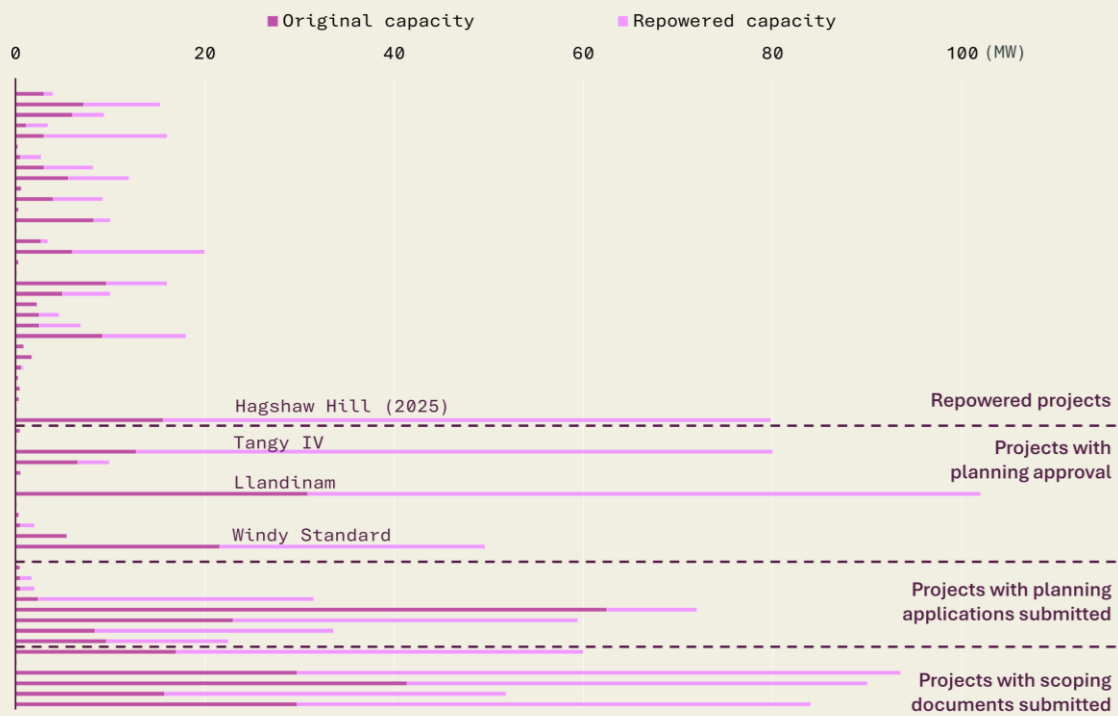 Original capacity
Repowered capacity
0 20 40 60 80 100 (MW)
Hagshaw Hill (2025)
Repowered projects
Tangy IV
Projects with
planning approval
Llandinam
Windy Standard
Projects with planning
applications submitted
Projects with scoping
documents submitted